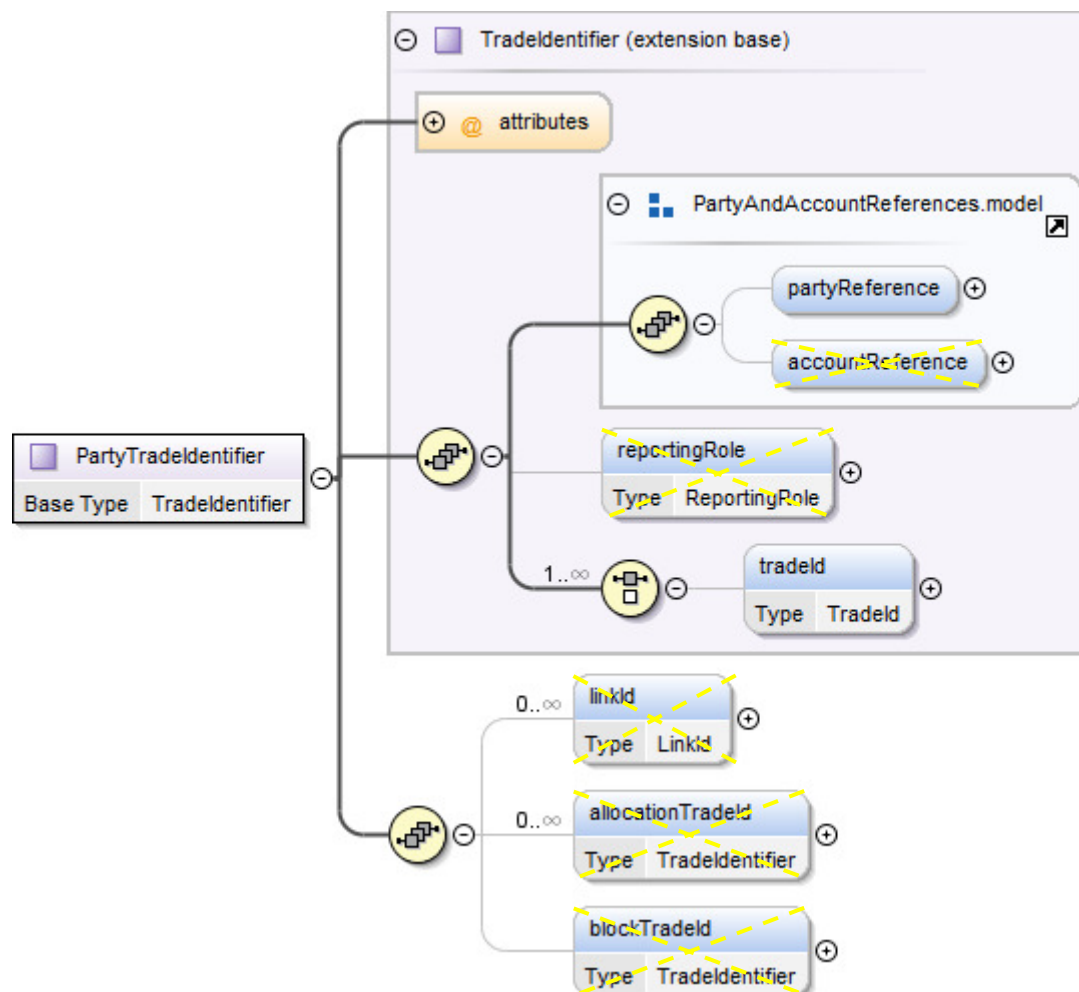 TradeIdentifier (extension base)
@ attributes
PartyAndAccountReferences.model
partyReference
accountReference
PartyTradeIdentifier
Base Type TradeIdentifier
reportingRole
Type ReportingRole
1..∞
tradeId
Type TradeId
0..∞
linkId
Type LinkId
0..∞
allocationTradeId
Type TradeIdentifier
blockTradeId
Type TradeIdentifier